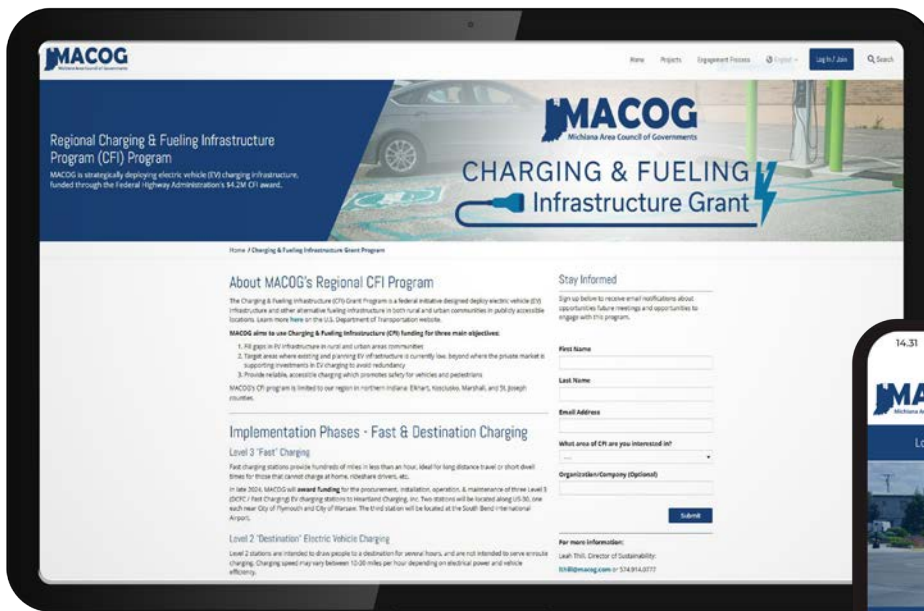 MACOG
Michiana Area Council of Governments
Home Projects Engagement Process English Log In / Join Search
Regional Charging & Fueling Infrastructure
Program (CFI) Program
MACOG is strategically deploying electric vehicle (EV) charging infrastructure,
funded through the Federal Highway Administration's $4.2M CFI award.
MACOG
Michiana Area Council of Governments
CHARGING & FUELING
Infrastructure Grant
Home / Charging & Fueling Infrastructure Grant Program
About MACOG's Regional CFI Program
The Charging & Fueling Infrastructure (CFI) Grant Program is a federal initiative designed deploy electric vehicle (EV)
infrastructure and other alternative fueling infrastructure in both rural and urban communities in publicly accessible
locations. Learn more here on the U.S. Department of Transportation website.
MACOG aims to use Charging & Fueling Infrastructure (CFI) funding for three main objectives:
1. Fill gaps in EV infrastructure in rural and urban areas communities
2. Target areas where existing and planning EV infrastructure is currently low, beyond where the private market is
supporting investments in EV charging to avoid redundancy
3. Provide reliable, accessible charging which promotes safety for vehicles and pedestrians
MACOG's CFI program is limited to our region in northern Indiana: Elkhart, Kosciusko, Marshall, and St. Joseph
counties.
Implementation Phases - Fast & Destination Charging
Level 3 "Fast" Charging
Fast charging stations provide hundreds of miles in less than an hour, ideal for long distance travel or short dwell
times for those that cannot charge at home, rideshare drivers, etc.
In late 2024, MACOG will award funding for the procurement, installation, operation, & maintenance of three Level 3
(DCFC / Fast Charging) EV charging stations to Heartland Charging, Inc. Two stations will be located along US-30, one
each near City of Plymouth and City of Warsaw. The third station will be located at the South Bend International
Airport.
Level 2 "Destination" Electric Vehicle Charging
Level 2 stations are intended to draw people to a destination for several hours, and are not intended to serve enroute
charging. Charging speed may vary between 10-20 miles per hour depending on electrical power and vehicle
efficiency.
Stay Informed
Sign up below to receive email notifications about
opportunities future meetings and opportunities to
engage with this program.
First Name
Last Name
Email Address
What area of CFI are you interested in?
Organization/Company (Optional)
Submit
For more information:
Leah Thill, Director of Sustainability:
lthill@macog.com or 574.914.0777
14.31